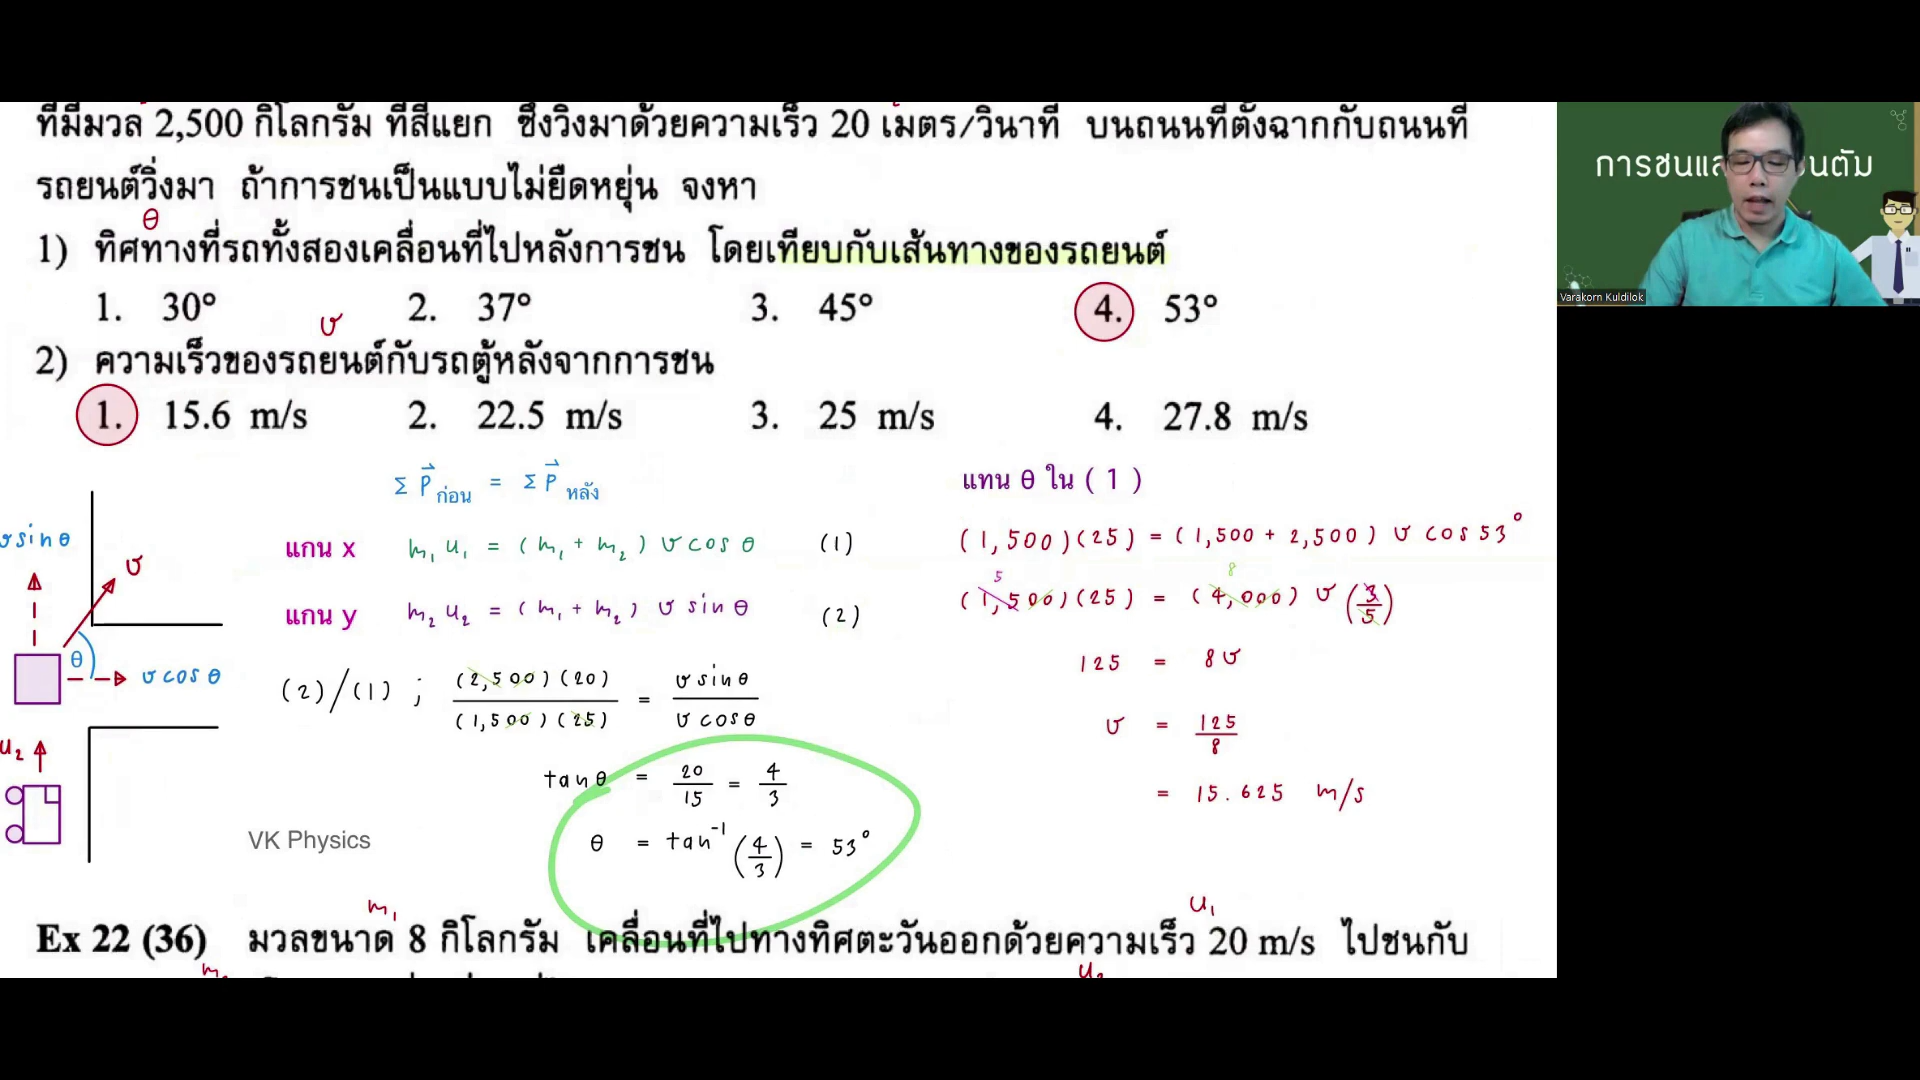 ที่มีมวล 2,500 กิโลกรัม ที่สี่แยก ซึ่งวิ่งมาด้วยความเร็ว 20 เมตร/วินาที บนถนนที่ตั้งฉากกับถนนที่
รถยนต์วิ่งมา ถ้าการชนเป็นแบบไม่ยืดหยุ่น จงหา
θ
1) ทิศทางที่รถทั้งสองเคลื่อนที่ไปหลังการชน โดยเทียบกับเส้นทางของรถยนต์
1. 30° 2. 37° 3. 45° 4. 53°
v
2) ความเร็วของรถยนต์กับรถตู้หลังจากการชน
1. 15.6 m/s 2. 22.5 m/s 3. 25 m/s 4. 27.8 m/s
Σ P⃗ ก่อน = Σ P⃗ หลัง
แกน x m₁ u₁ = (m₁ + m₂) v cos θ (1)
แกน y m₂ u₂ = (m₁ + m₂) v sin θ (2)
(2)/(1) ; (2,500)(20) / (1,500)(25) = v sin θ / v cos θ
tan θ = 20/15 = 4/3
θ = tan⁻¹ (4/3) = 53°
แทน θ ใน ( 1 )
(1,500)(25) = (1,500 + 2,500) v cos 53°
5 8
(1,500)(25) = (4,000) v (3/5)
125 = 8v
v = 125/8
= 15.625 m/s
v sin θ
v
θ
v cos θ
u₂
VK Physics
m₁ u₁
Ex 22 (36) มวลขนาด 8 กิโลกรัม เคลื่อนที่ไปทางทิศตะวันออกด้วยความเร็ว 20 m/s ไปชนกับ
Varakorn Kuldilok